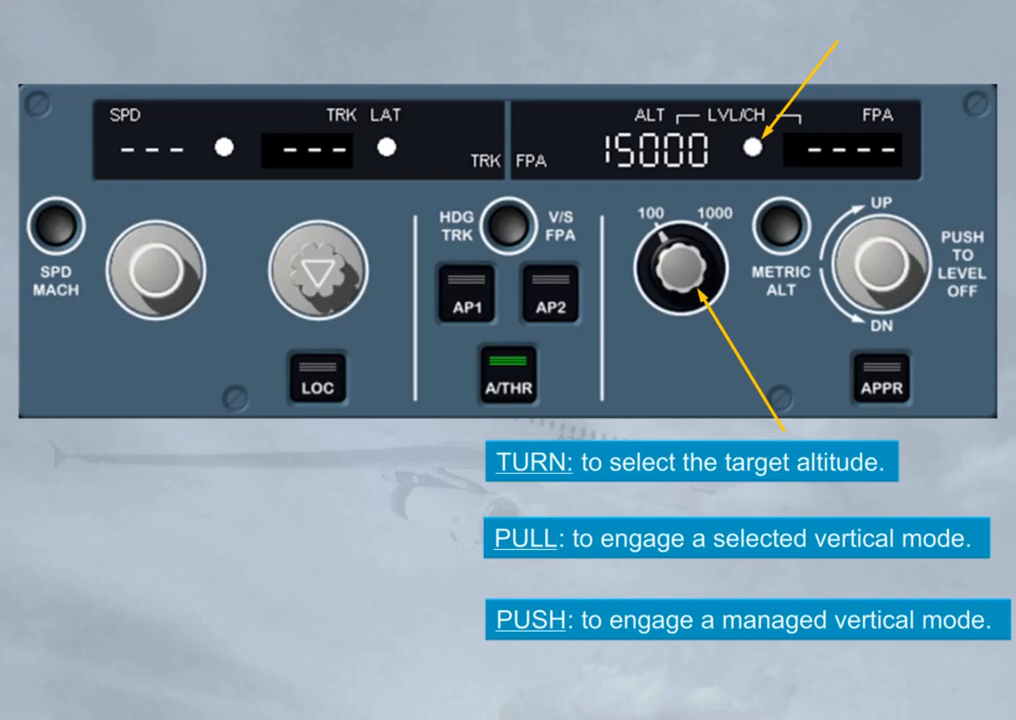 SPD
TRK LAT
ALT LVL/CH FPA
--- --- 15000 ----
TRK FPA
SPD
MACH
HDG
TRK
V/S
FPA
AP1
AP2
A/THR
LOC
100
1000
METRIC
ALT
UP
DN
PUSH
TO
LEVEL
OFF
APPR
TURN: to select the target altitude.
PULL: to engage a selected vertical mode.
PUSH: to engage a managed vertical mode.